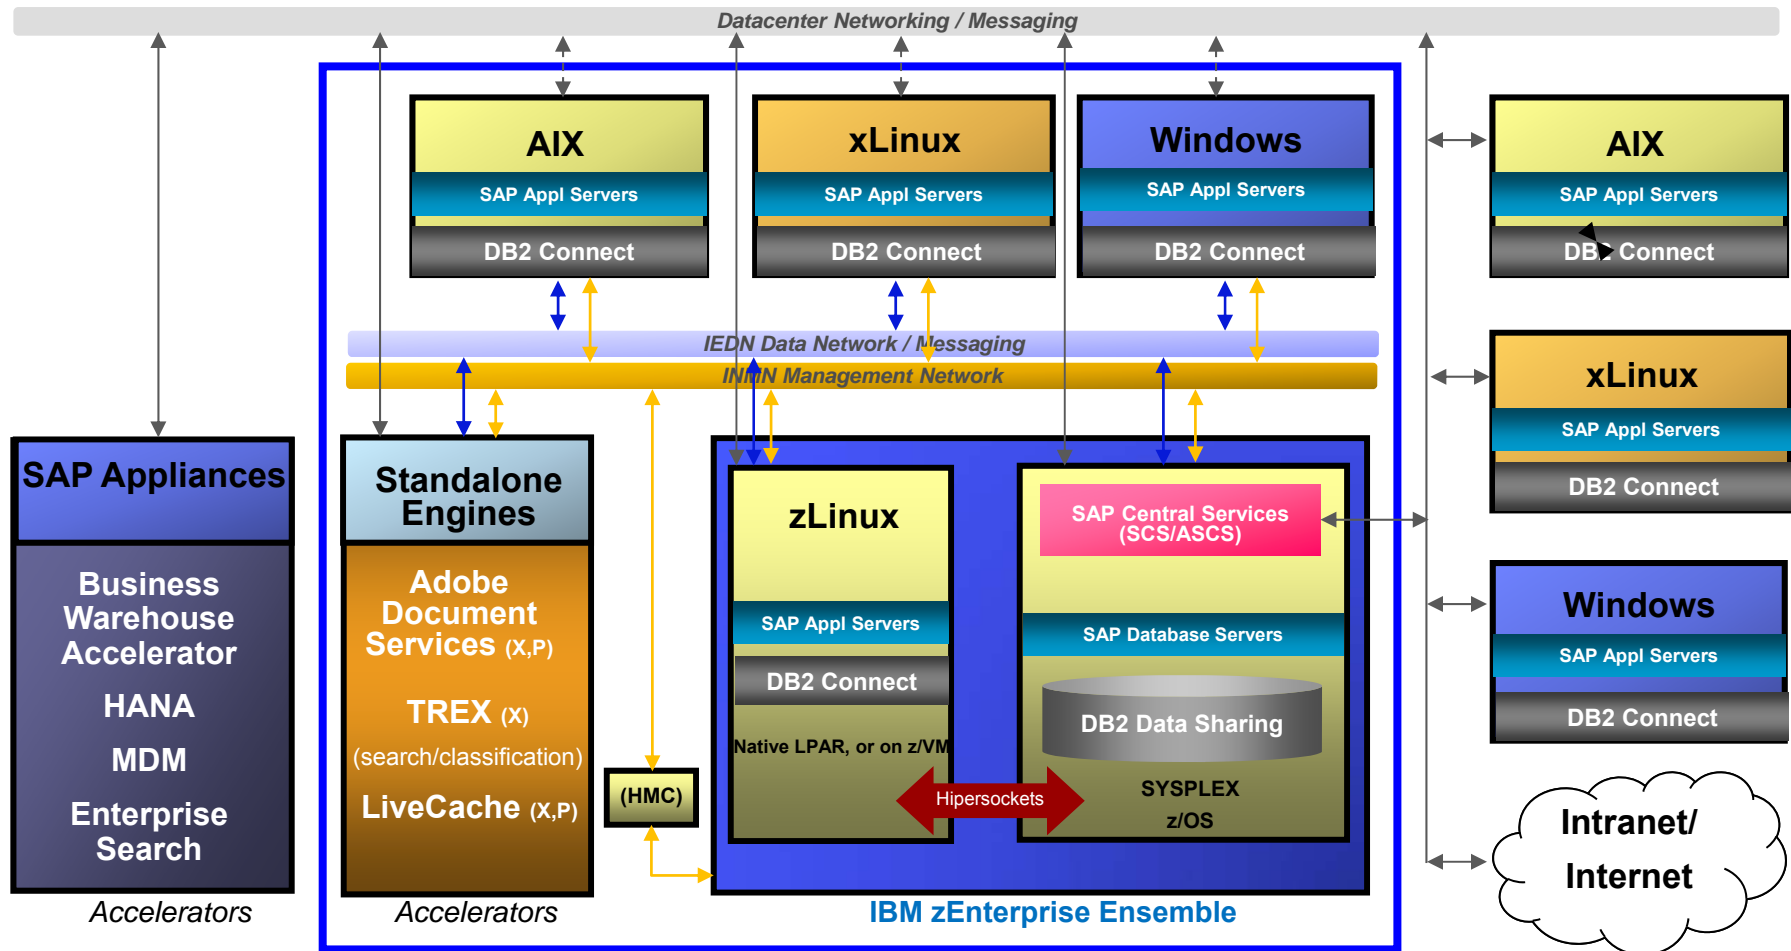 Datacenter Networking / Messaging
AIX
SAP Appl Servers
DB2 Connect
xLinux
SAP Appl Servers
DB2 Connect
Windows
SAP Appl Servers
DB2 Connect
AIX
SAP Appl Servers
DB2 Connect
IEDN Data Network / Messaging
INMN Management Network
xLinux
SAP Appl Servers
DB2 Connect
SAP Appliances
Business
Warehouse
Accelerator
HANA
MDM
Enterprise
Search
Accelerators
Standalone
Engines
Adobe
Document
Services (X,P)
TREX (X)
(search/classification)
LiveCache (X,P)
Accelerators
(HMC)
zLinux
SAP Appl Servers
DB2 Connect
Native LPAR, or on z/VM
Hipersockets
SAP Central Services
(SCS/ASCS)
SAP Database Servers
DB2 Data Sharing
SYSPLEX
z/OS
IBM zEnterprise Ensemble
Windows
SAP Appl Servers
DB2 Connect
Intranet/
Internet